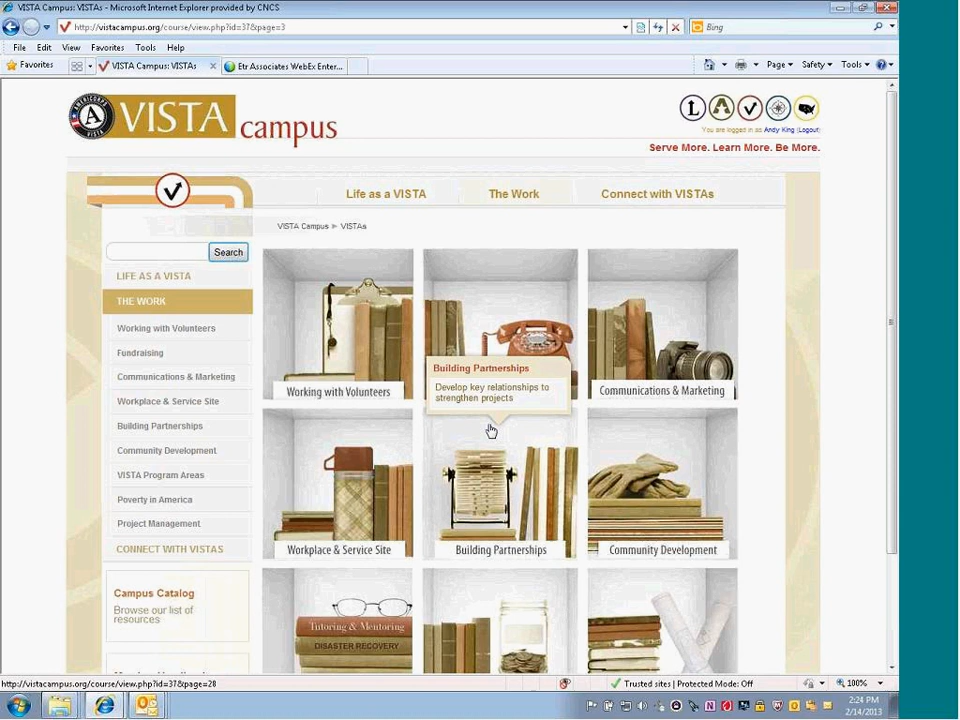 VISTA Campus: VISTAs - Microsoft Internet Explorer provided by CNCS
http://vistacampus.org/course/view.php?id=37&page=3
Bing
File Edit View Favorites Tools Help
Favorites
VISTA Campus: VISTAs
Etr Associates WebEx Enter...
Page
Safety
Tools
AMERICORPS VISTA
A
VISTA campus
L
You are logged in as Andy King (Logout)
Serve More. Learn More. Be More.
Life as a VISTA
The Work
Connect with VISTAs
VISTA Campus ► VISTAs
Search
LIFE AS A VISTA
THE WORK
Working with Volunteers
Fundraising
Communications & Marketing
Workplace & Service Site
Building Partnerships
Community Development
VISTA Program Areas
Poverty in America
Project Management
CONNECT WITH VISTAS
Campus Catalog
Browse our list of
resources
Working with Volunteers
Building Partnerships
Develop key relationships to
strengthen projects
Communications & Marketing
Workplace & Service Site
Building Partnerships
Community Development
Tutoring & Mentoring
DISASTER RECOVERY
http://vistacampus.org/course/view.php?id=37&page=28
Trusted sites | Protected Mode: Off
100%
2:24 PM
2/14/2013